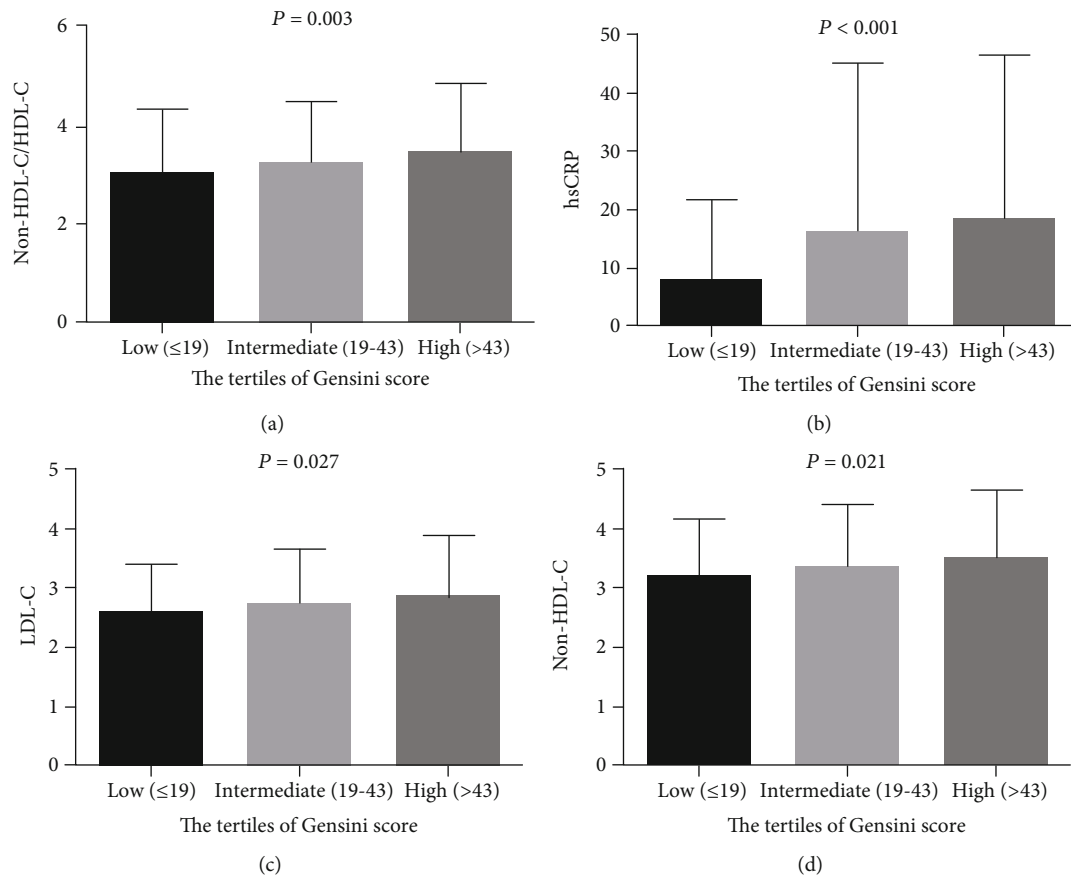 P = 0.003
Non-HDL-C/HDL-C
6
4
2
0
Low (≤19) Intermediate (19-43) High (>43)
The tertiles of Gensini score
(a)
P < 0.001
hsCRP
50
40
30
20
10
0
Low (≤19) Intermediate (19-43) High (>43)
The tertiles of Gensini score
(b)
P = 0.027
LDL-C
5
4
3
2
1
0
Low (≤19) Intermediate (19-43) High (>43)
The tertiles of Gensini score
(c)
P = 0.021
Non-HDL-C
5
4
3
2
1
0
Low (≤19) Intermediate (19-43) High (>43)
The tertiles of Gensini score
(d)